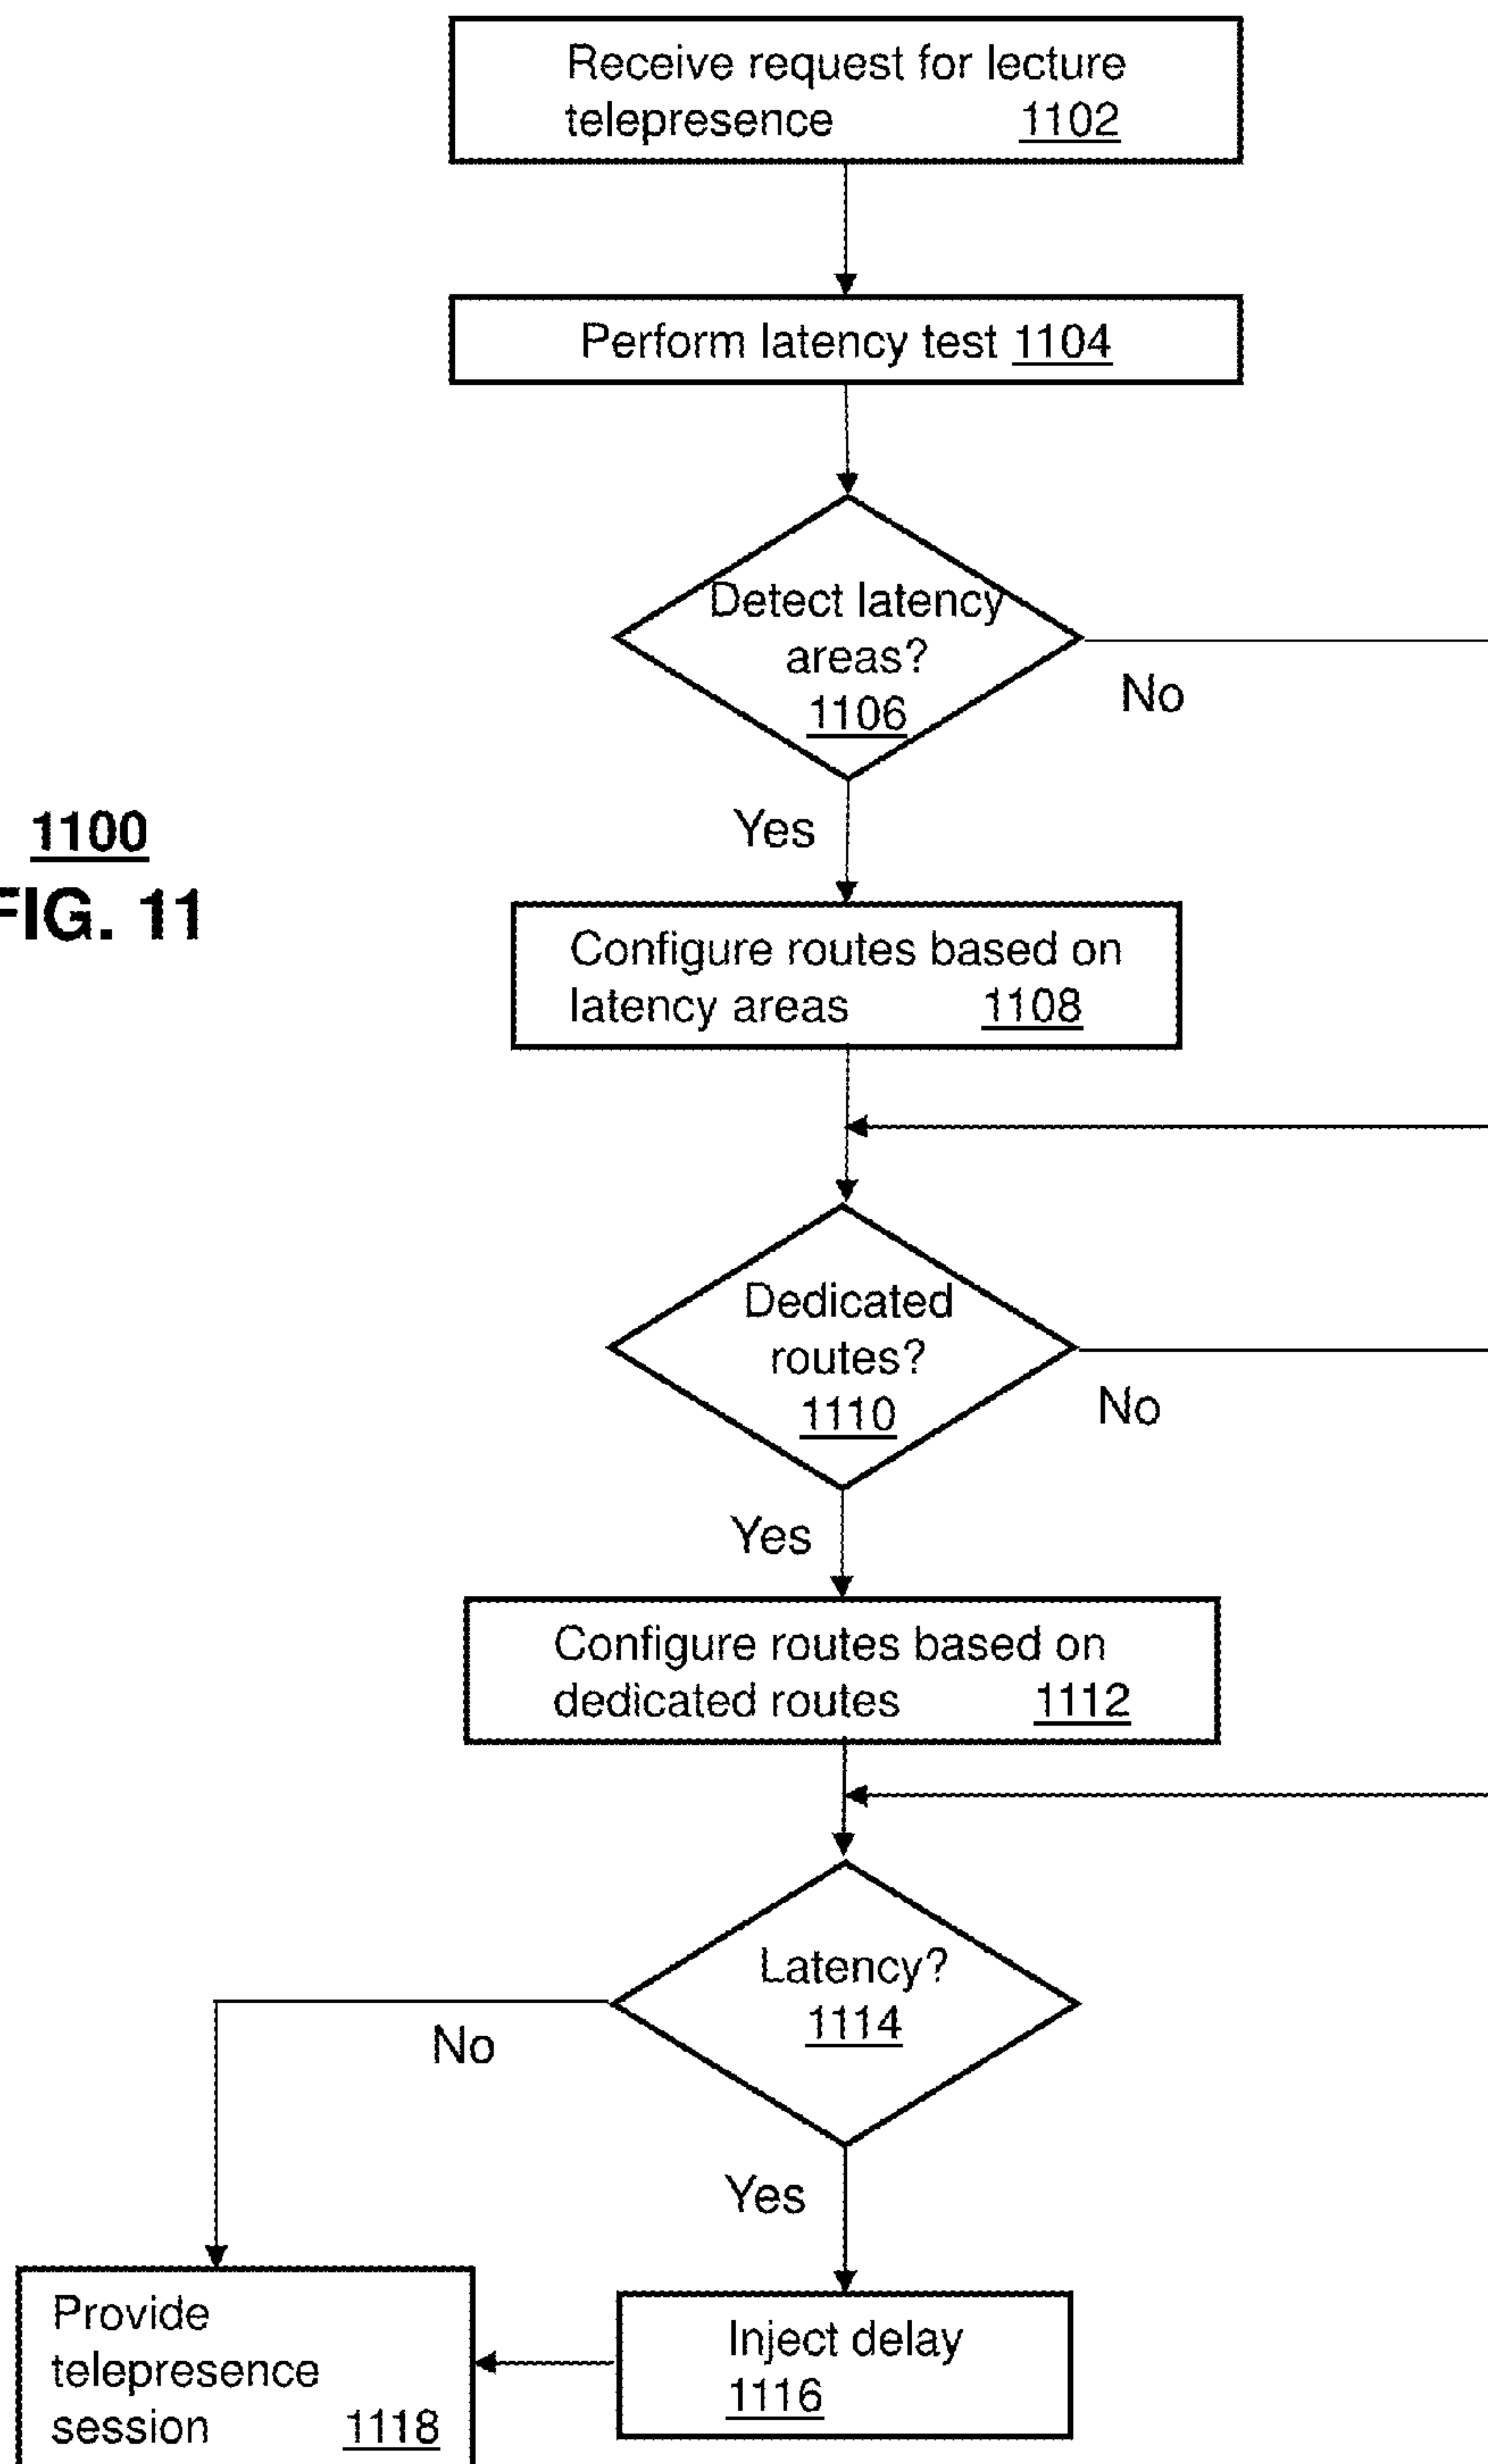 Receive request for lecture
telepresence 1102
Perform latency test 1104
Detect latency
areas?
1106
No
Yes
1100
FIG. 11
Configure routes based on
latency areas 1108
Dedicated
routes?
1110
No
Yes
Configure routes based on
dedicated routes 1112
Latency?
1114
No
Yes
Provide
telepresence
session 1118
Inject delay
1116